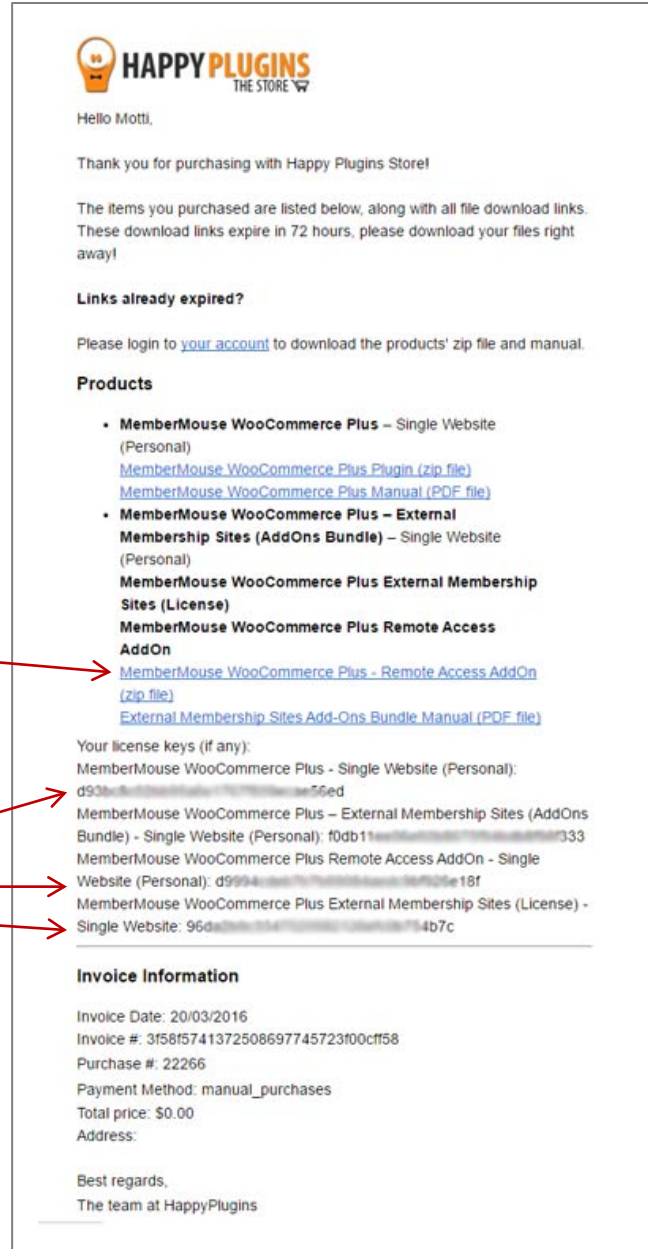 HAPPY PLUGINS
THE STORE
Hello Motti,
Thank you for purchasing with Happy Plugins Store!
The items you purchased are listed below, along with all file download links.
These download links expire in 72 hours, please download your files right
away!
Links already expired?
Please login to your account to download the products' zip file and manual.
Products
• MemberMouse WooCommerce Plus – Single Website
(Personal)
MemberMouse WooCommerce Plus Plugin (zip file)
MemberMouse WooCommerce Plus Manual (PDF file)
• MemberMouse WooCommerce Plus – External
Membership Sites (AddOns Bundle) – Single Website
(Personal)
MemberMouse WooCommerce Plus External Membership
Sites (License)
MemberMouse WooCommerce Plus Remote Access
AddOn
MemberMouse WooCommerce Plus - Remote Access AddOn
(zip file)
External Membership Sites Add-Ons Bundle Manual (PDF file)
Your license keys (if any):
MemberMouse WooCommerce Plus - Single Website (Personal):
MemberMouse WooCommerce Plus – External Membership Sites (AddOns
Bundle) - Single Website (Personal):
MemberMouse WooCommerce Plus Remote Access AddOn - Single
Website (Personal):
MemberMouse WooCommerce Plus External Membership Sites (License) -
Single Website:
Invoice Information
Invoice Date: 20/03/2016
Invoice #: 3f58f5741372508697745723f00cff58
Purchase #: 22266
Payment Method: manual_purchases
Total price: $0.00
Address:
Best regards,
The team at HappyPlugins